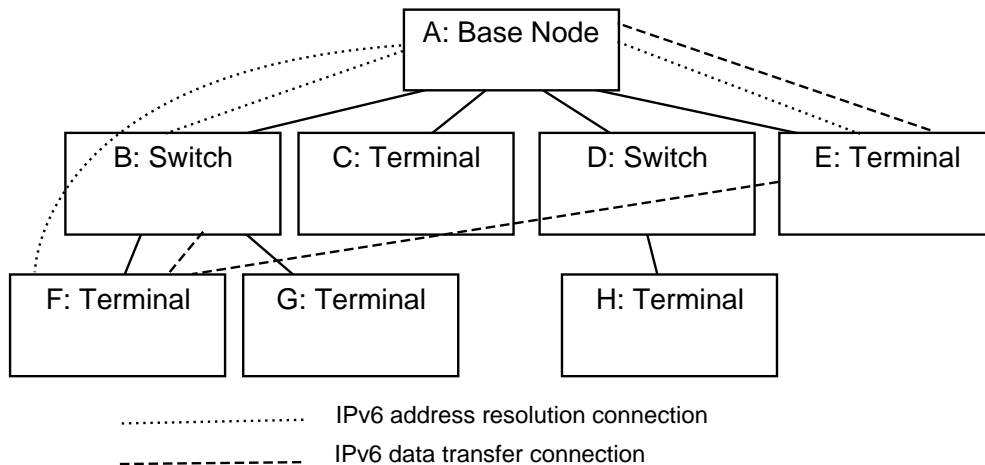 A: Base Node
B: Switch
C: Terminal
D: Switch
E: Terminal
F: Terminal
G: Terminal
H: Terminal
IPv6 address resolution connection
IPv6 data transfer connection